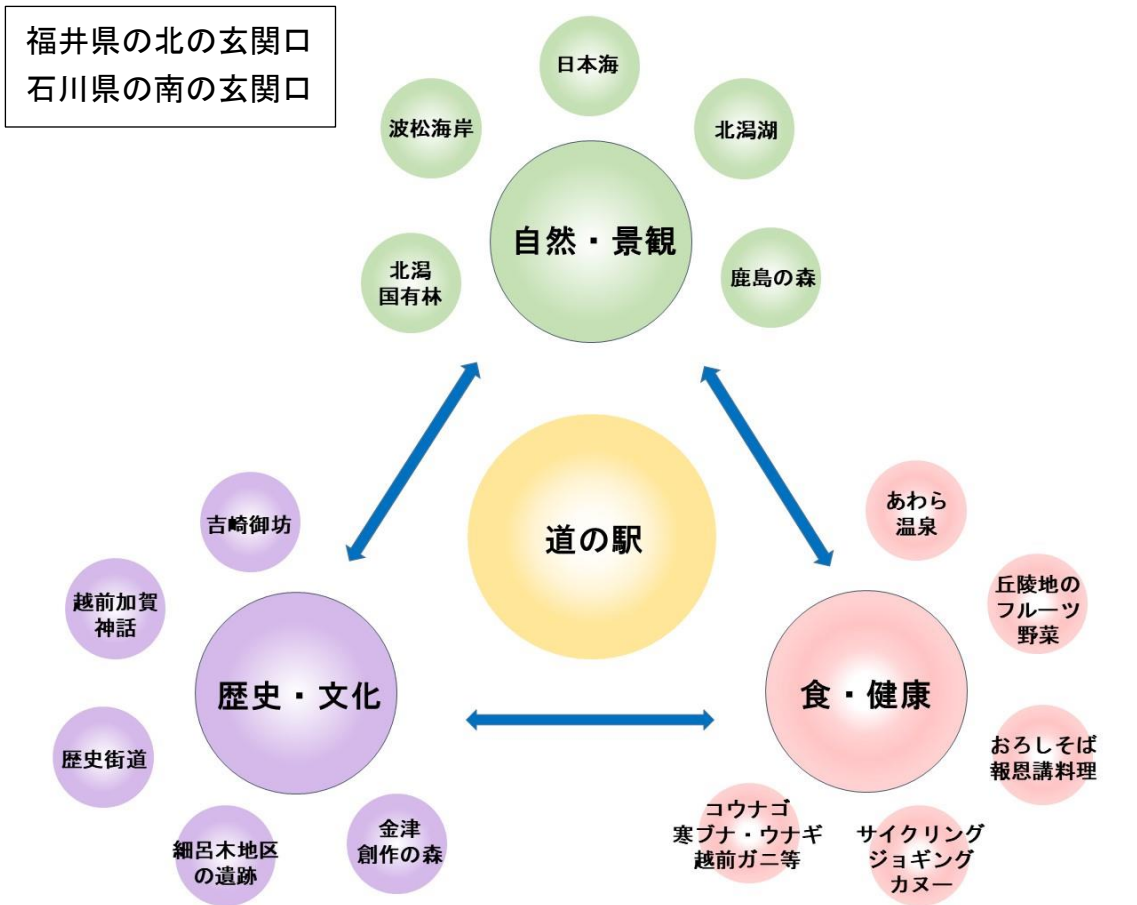 福井県の北の玄関口
石川県の南の玄関口
日本海
波松海岸
北潟湖
自然・景観
北潟
国有林
鹿島の森
道の駅
吉崎御坊
越前加賀
神話
歴史・文化
歴史街道
細呂木地区
の遺跡
金津
創作の森
あわら
温泉
丘陵地の
フルーツ
野菜
食・健康
おろしそば
報恩講料理
コウナゴ
寒ブナ・ウナギ
越前ガニ等
サイクリング
ジョギング
カヌー